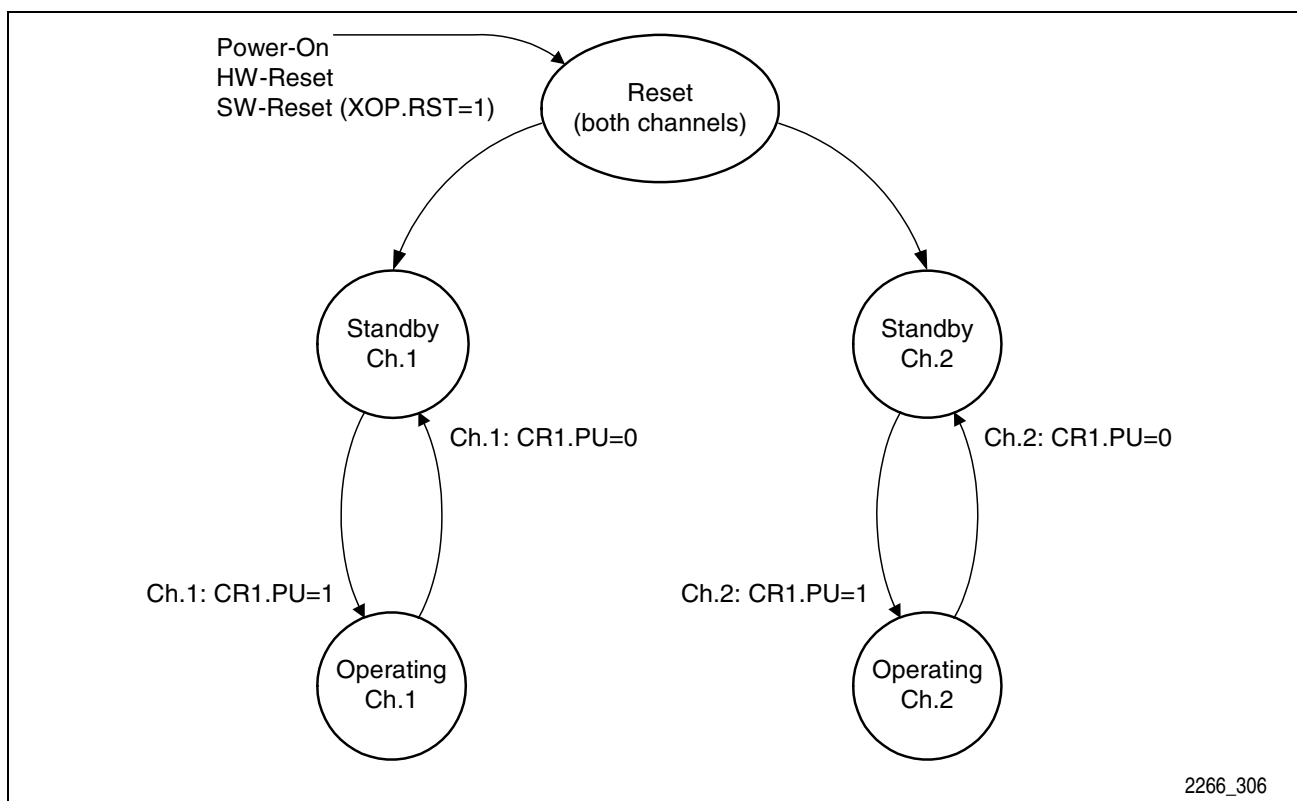 Power-On
HW-Reset
SW-Reset (XOP.RST=1)
Reset
(both channels)
Standby
Ch.1
Standby
Ch.2
Ch.1: CR1.PU=0
Ch.2: CR1.PU=0
Ch.1: CR1.PU=1
Ch.2: CR1.PU=1
Operating
Ch.1
Operating
Ch.2
2266_306